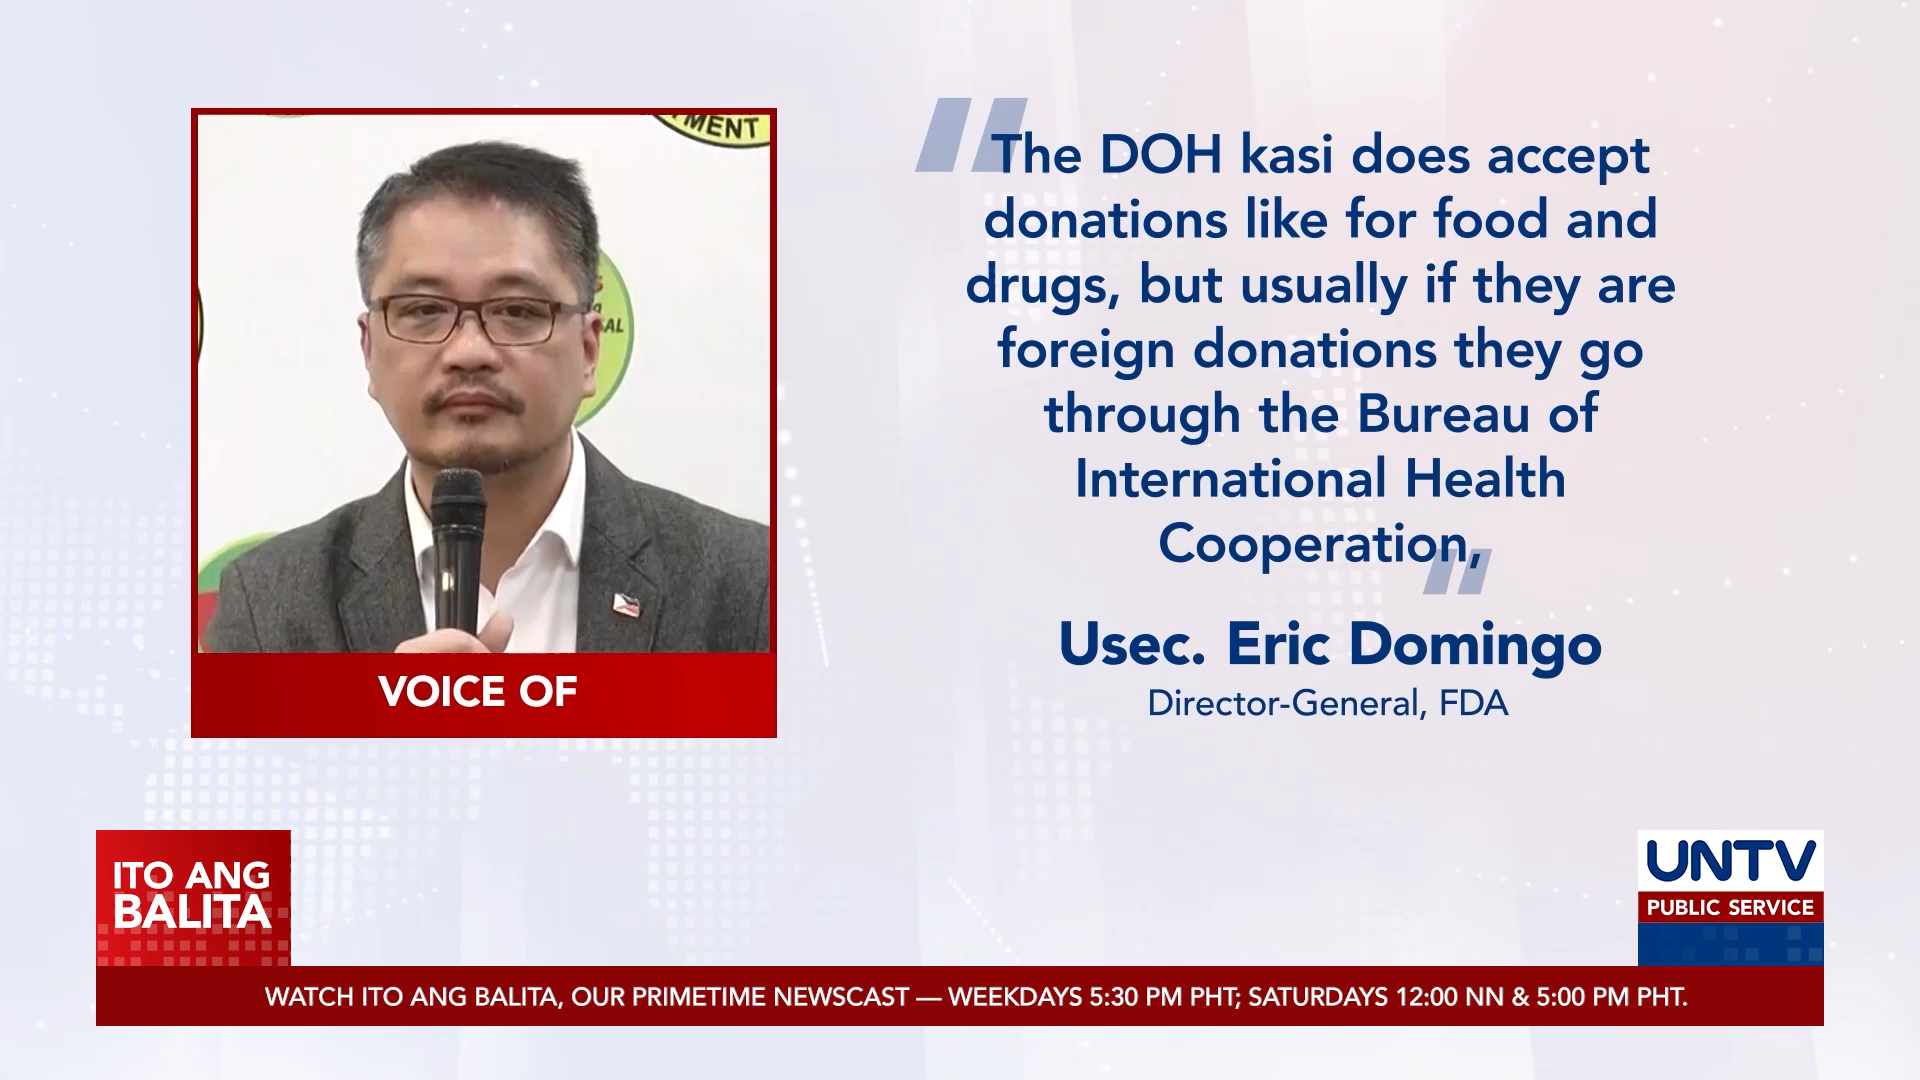 TMENT
SAL
VOICE OF
The DOH kasi does accept
donations like for food and
drugs, but usually if they are
foreign donations they go
through the Bureau of
International Health
Cooperation,
Usec. Eric Domingo
Director-General, FDA
ITO ANG
BALITA
UNTV
PUBLIC SERVICE
WATCH ITO ANG BALITA, OUR PRIMETIME NEWSCAST — WEEKDAYS 5:30 PM PHT; SATURDAYS 12:00 NN & 5:00 PM PHT.